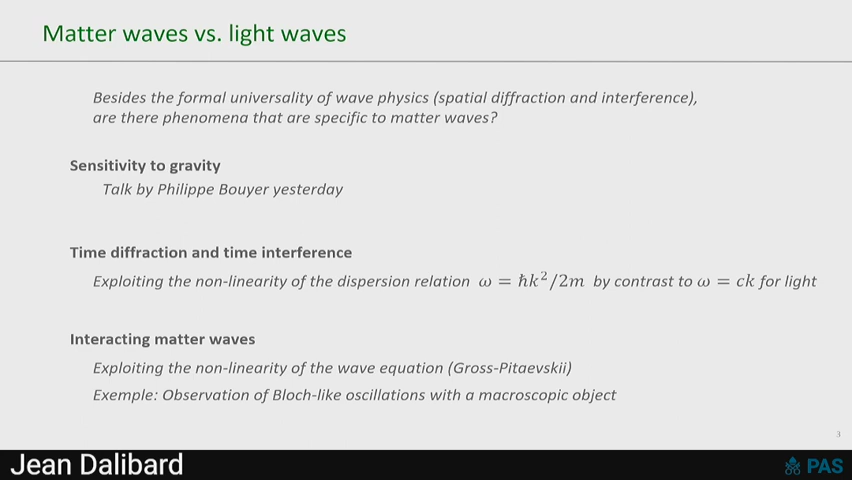 Matter waves vs. light waves
Besides the formal universality of wave physics (spatial diffraction and interference),
are there phenomena that are specific to matter waves?
Sensitivity to gravity
Talk by Philippe Bouyer yesterday
Time diffraction and time interference
Exploiting the non-linearity of the dispersion relation ω = ħk²/2m by contrast to ω = ck for light
Interacting matter waves
Exploiting the non-linearity of the wave equation (Gross-Pitaevskii)
Exemple: Observation of Bloch-like oscillations with a macroscopic object
3
Jean Dalibard
PAS